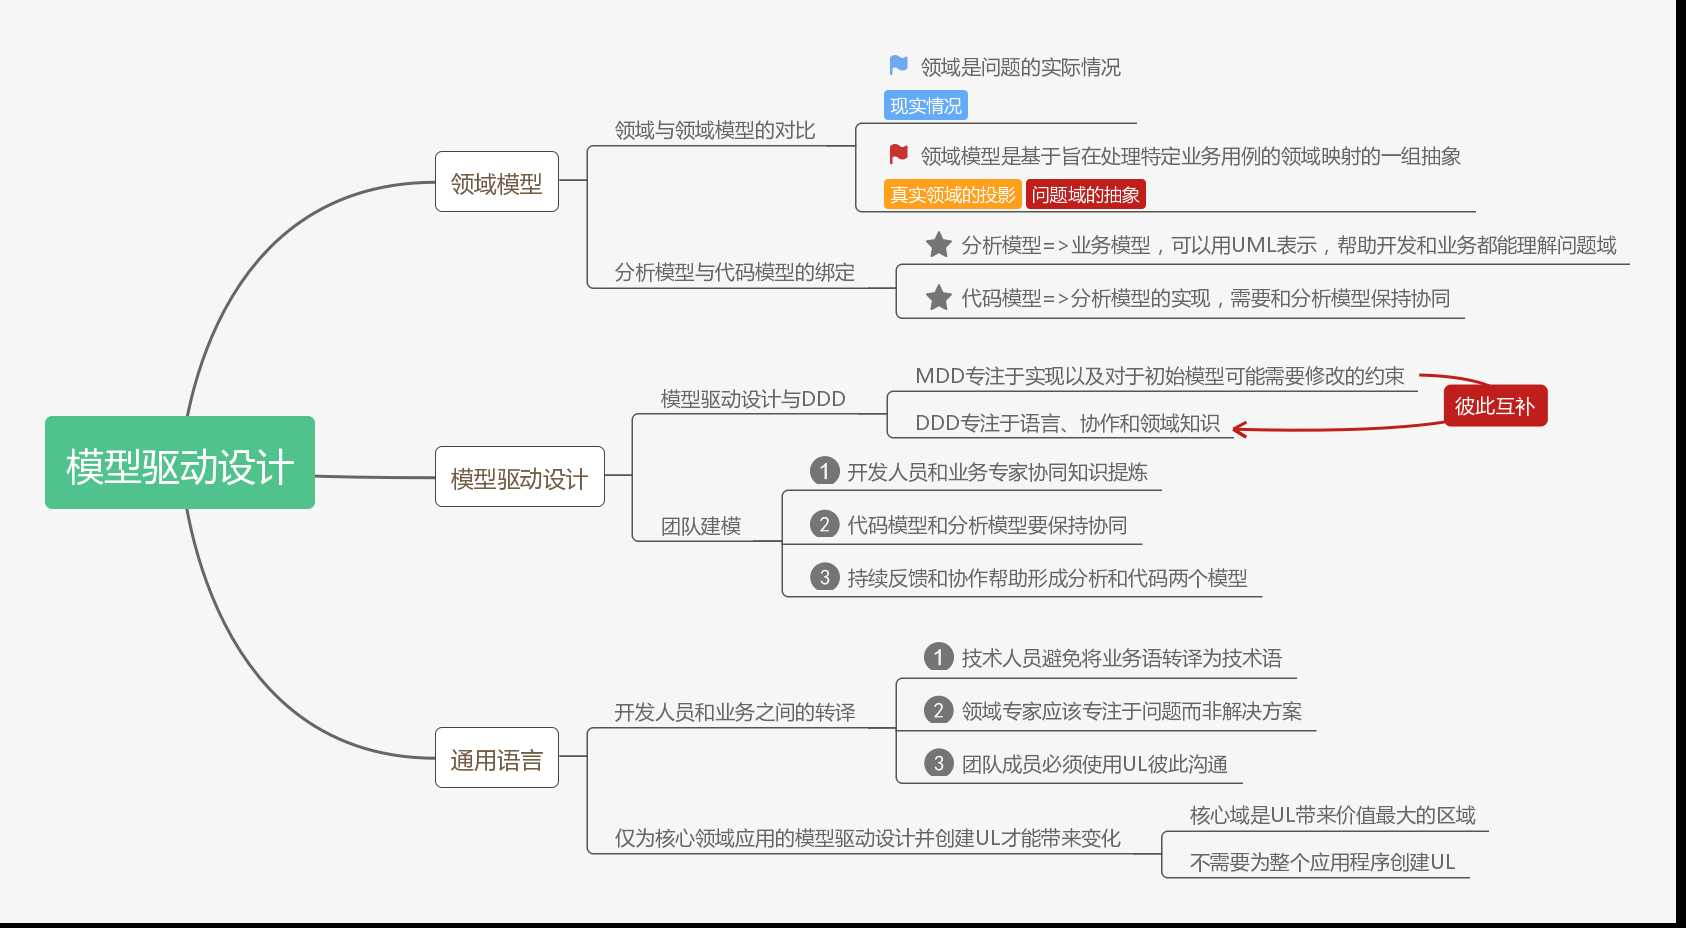 模型驱动设计
领域模型
领域与领域模型的对比
领域是问题的实际情况
现实情况
领域模型是基于旨在处理特定业务用例的领域映射的一组抽象
真实领域的投影 问题域的抽象
分析模型与代码模型的绑定
分析模型=>业务模型，可以用UML表示，帮助开发和业务都能理解问题域
代码模型=>分析模型的实现，需要和分析模型保持协同
模型驱动设计
模型驱动设计与DDD
MDD专注于实现以及对于初始模型可能需要修改的约束
DDD专注于语言、协作和领域知识
彼此互补
团队建模
1 开发人员和业务专家协同知识提炼
2 代码模型和分析模型要保持协同
3 持续反馈和协作帮助形成分析和代码两个模型
通用语言
开发人员和业务之间的转译
1 技术人员避免将业务语转译为技术语
2 领域专家应该专注于问题而非解决方案
3 团队成员必须使用UL彼此沟通
仅为核心领域应用的模型驱动设计并创建UL才能带来变化
核心域是UL带来价值最大的区域
不需要为整个应用程序创建UL